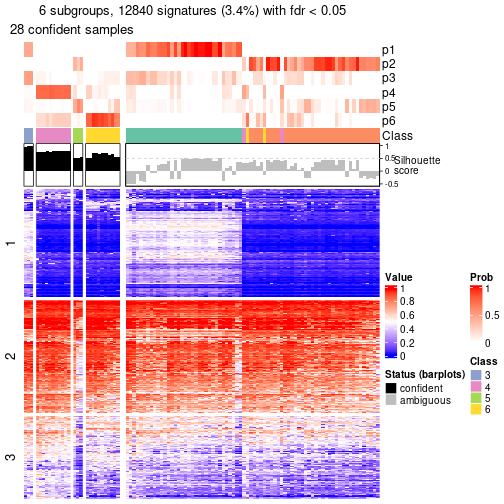 6 subgroups, 12840 signatures (3.4%) with fdr < 0.05
28 confident samples
p1
p2
p3
p4
p5
p6
Class
1
0.5
0
-0.5
Silhouette
score
1
2
3
Value
1
0.8
0.6
0.4
0.2
0
Prob
1
0.5
0
Status (barplots)
confident
ambiguous
Class
3
4
5
6